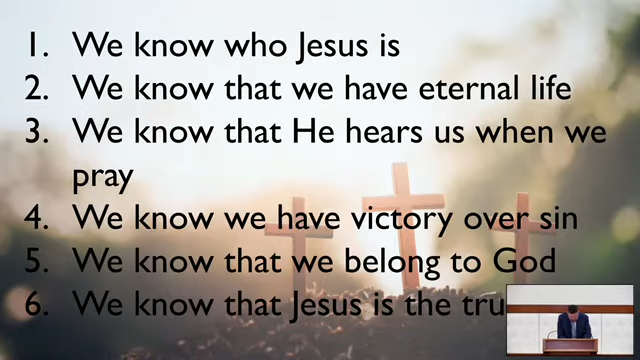 1. We know who Jesus is
2. We know that we have eternal life
3. We know that He hears us when we
pray
4. We know we have victory over sin
5. We know that we belong to God
6. We know that Jesus is the tru